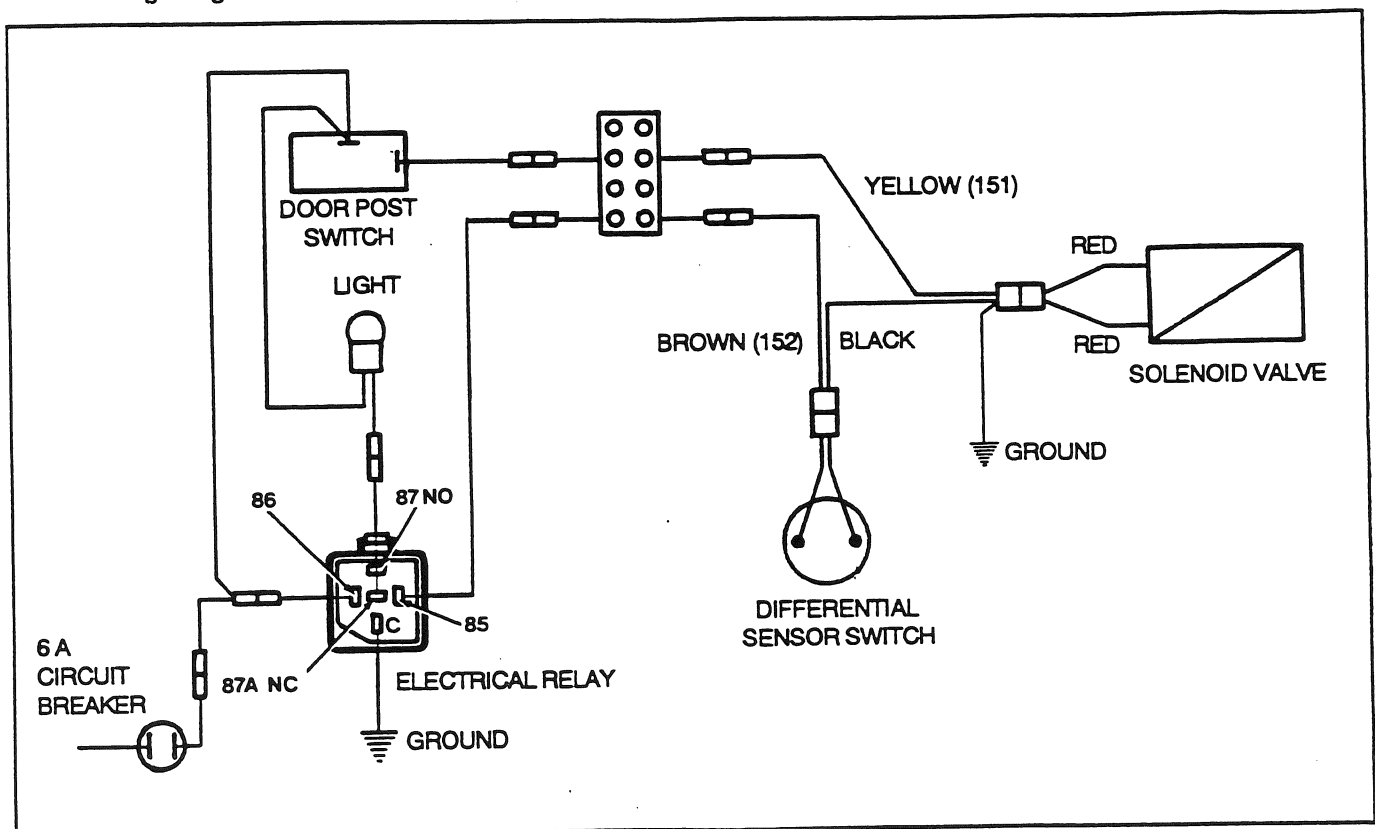 DOOR POST
SWITCH
LIGHT
YELLOW (151)
RED
BROWN (152)
BLACK
RED
SOLENOID VALVE
GROUND
86
87 NO
DIFFERENTIAL
SENSOR SWITCH
C
85
6 A
CIRCUIT
BREAKER
87A NC
ELECTRICAL RELAY
GROUND